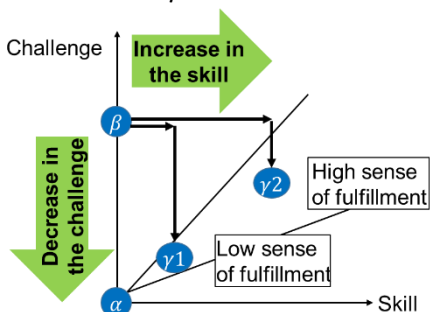 Challenge
Increase in
the skill
β
Decrease in
the challenge
γ2
High sense
of fulfillment
γ1
Low sense
of fulfillment
α
Skill